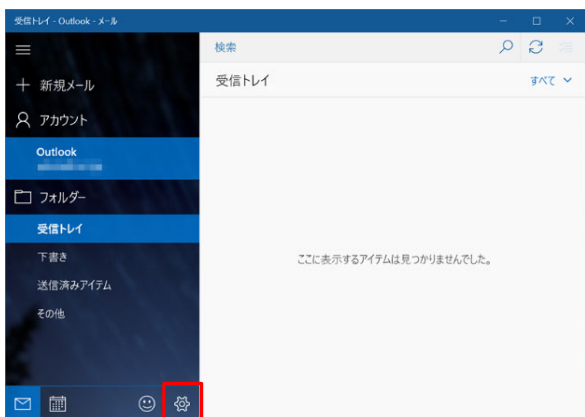 受信トレイ - Outlook - メール
検索
＋ 新規メール
受信トレイ
すべて
アカウント
Outlook
フォルダー
受信トレイ
下書き
送信済みアイテム
その他
ここに表示するアイテムは見つかりませんでした。